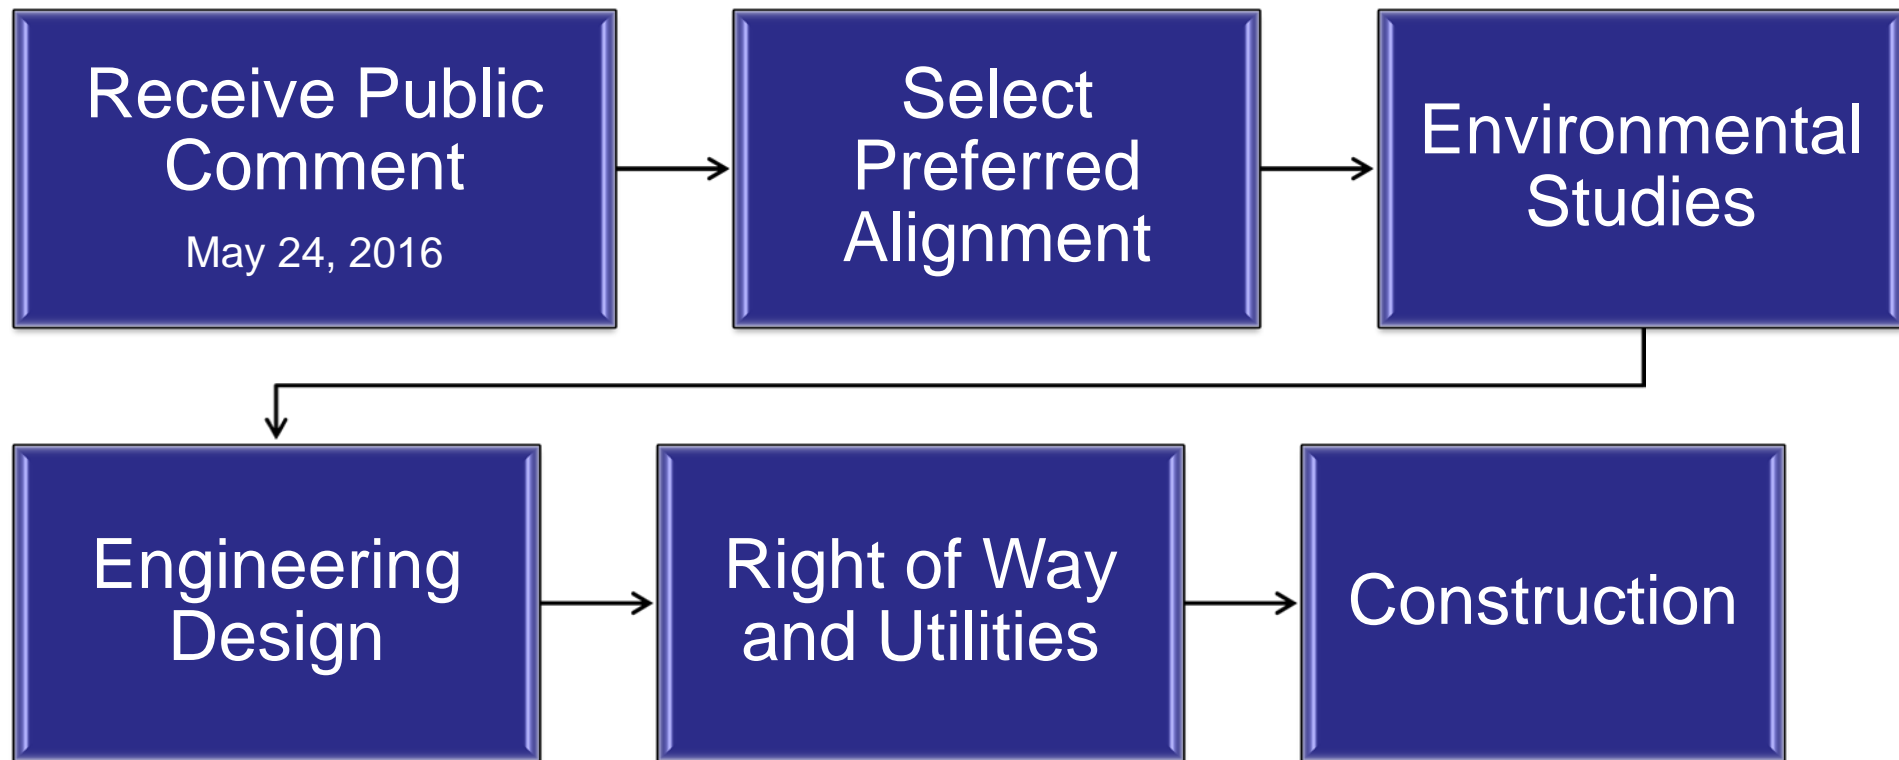 Receive Public
Comment
May 24, 2016
Select
Preferred
Alignment
Environmental
Studies
Engineering
Design
Right of Way
and Utilities
Construction